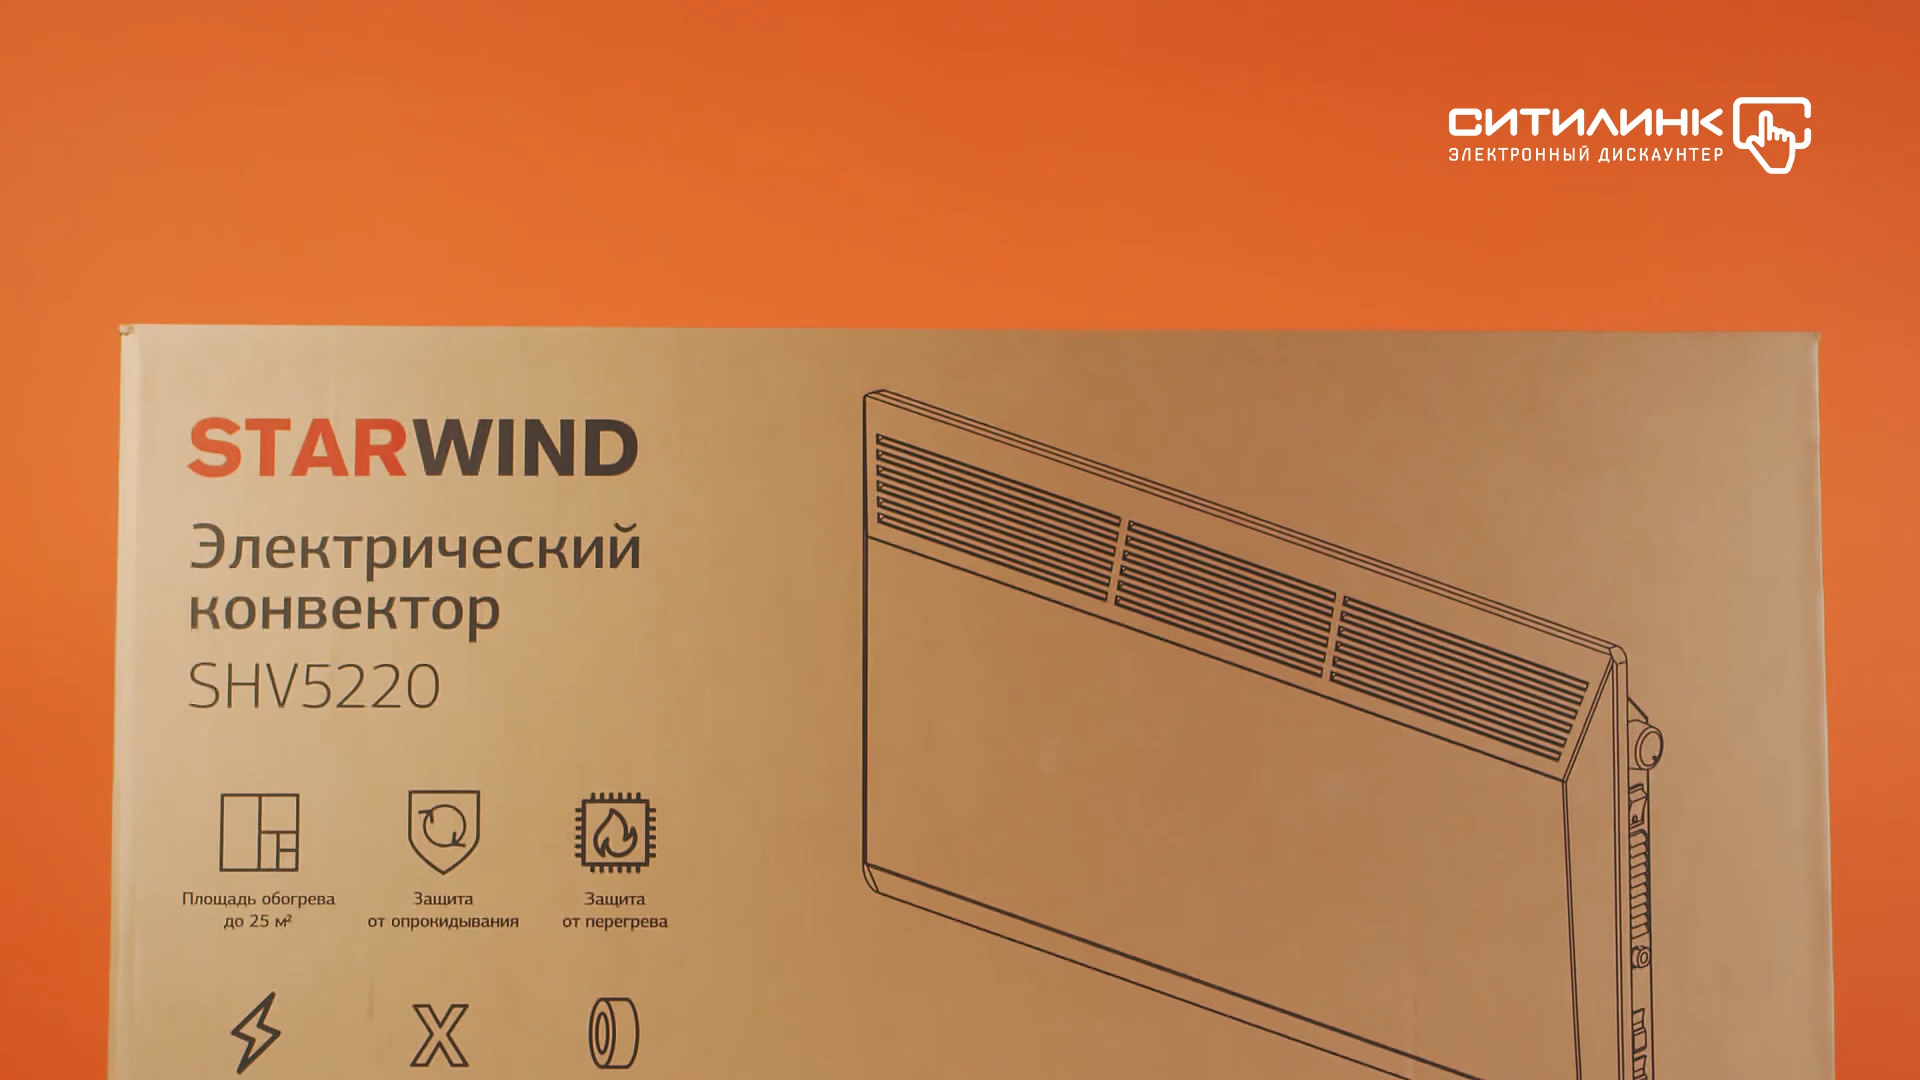 СИТИЛИНК
ЭЛЕКТРОННЫЙ ДИСКАУНТЕР
STARWIND
Электрический
конвектор
SHV5220
Площадь обогрева
до 25 м²
Защита
от опрокидывания
Защита
от перегрева